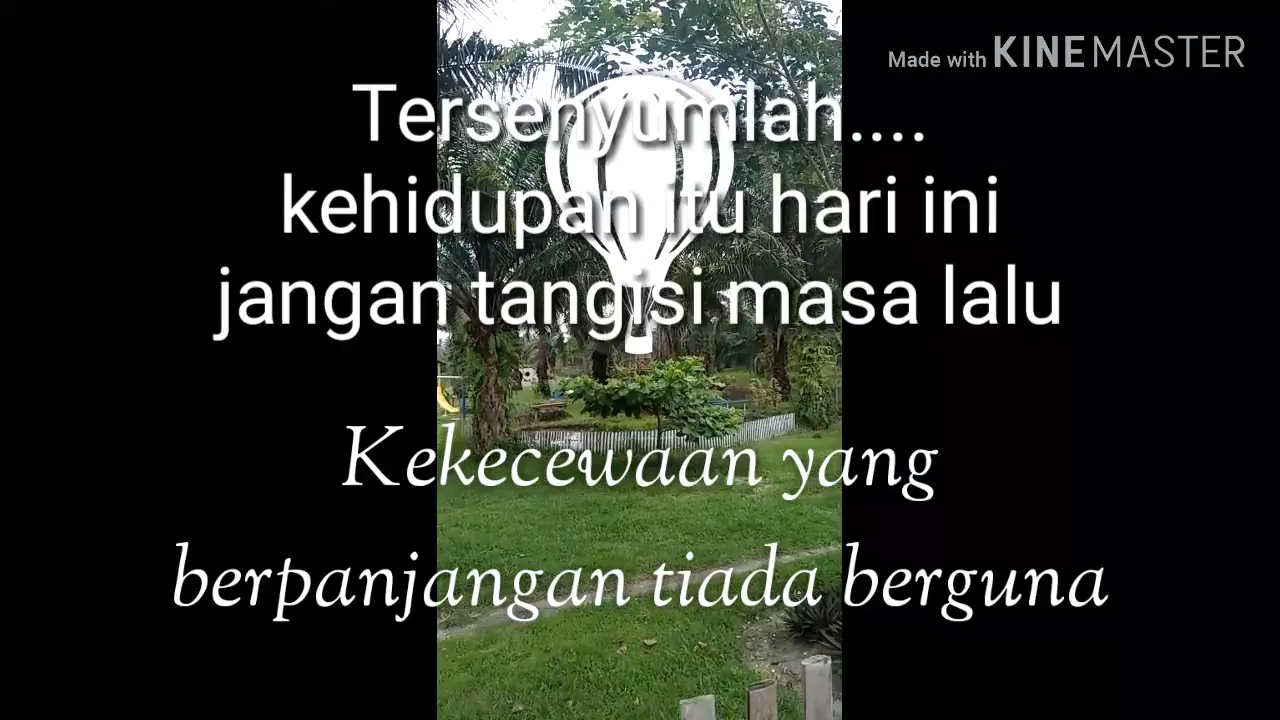 Made with KINEMASTER
Tersenyumlah....
kehidupan itu hari ini
jangan tangisi masa lalu
Kekecewaan yang
berpanjangan tiada berguna